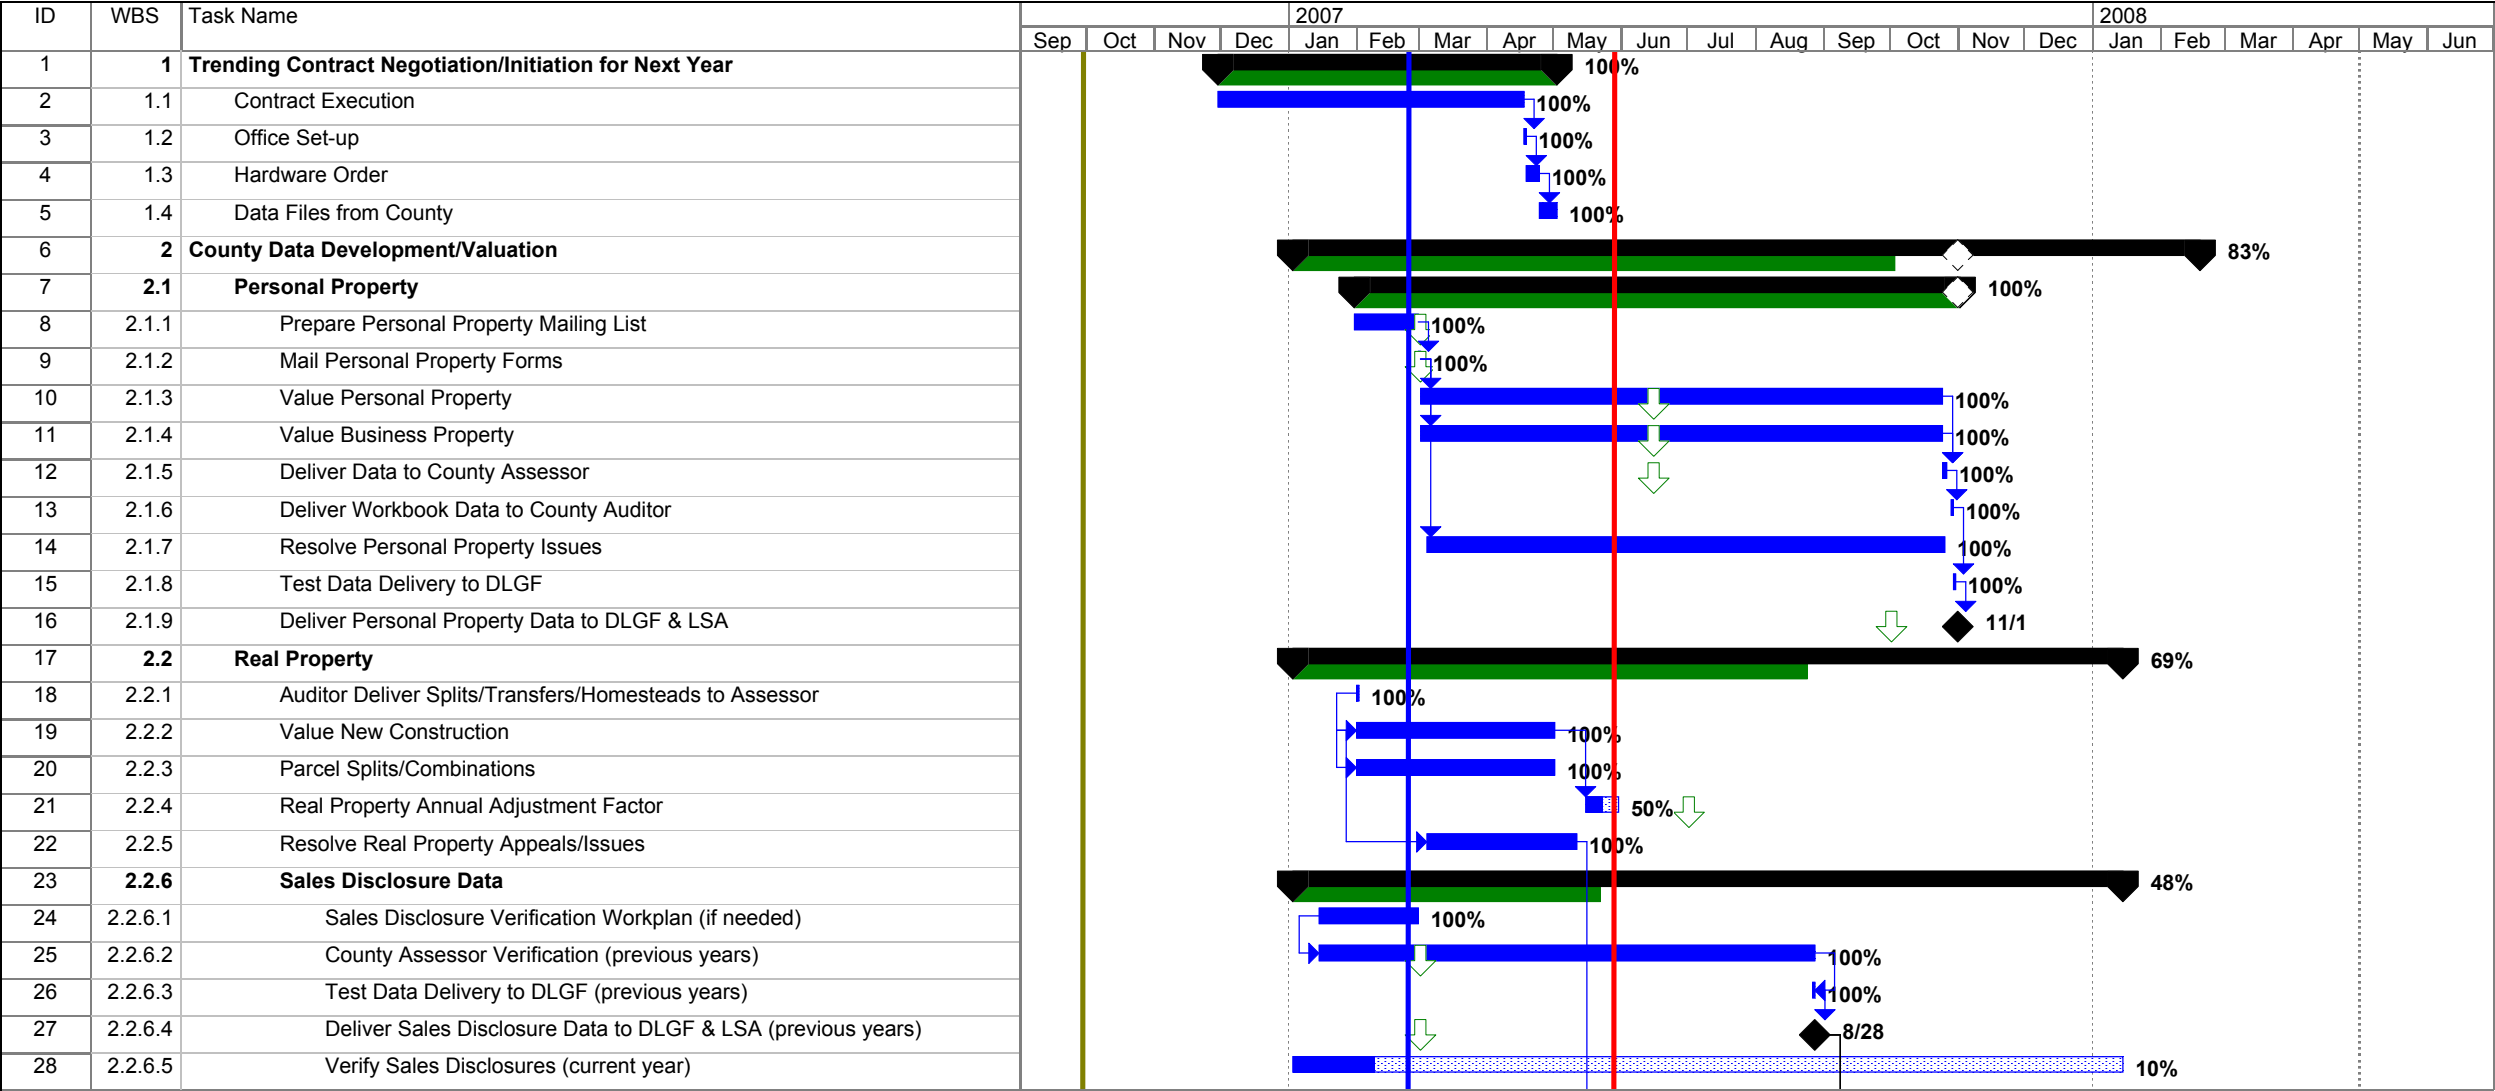 ID WBS Task Name 2007 2008
Sep Oct Nov Dec Jan Feb Mar Apr May Jun Jul Aug Sep Oct Nov Dec Jan Feb Mar Apr May Jun
1 1 Trending Contract Negotiation/Initiation for Next Year 100%
2 1.1 Contract Execution 100%
3 1.2 Office Set-up 100%
4 1.3 Hardware Order 100%
5 1.4 Data Files from County 100%
6 2 County Data Development/Valuation 83%
7 2.1 Personal Property 100%
8 2.1.1 Prepare Personal Property Mailing List 100%
9 2.1.2 Mail Personal Property Forms 100%
10 2.1.3 Value Personal Property 100%
11 2.1.4 Value Business Property 100%
12 2.1.5 Deliver Data to County Assessor 100%
13 2.1.6 Deliver Workbook Data to County Auditor 100%
14 2.1.7 Resolve Personal Property Issues 100%
15 2.1.8 Test Data Delivery to DLGF 100%
16 2.1.9 Deliver Personal Property Data to DLGF & LSA 11/1
17 2.2 Real Property 69%
18 2.2.1 Auditor Deliver Splits/Transfers/Homesteads to Assessor 100%
19 2.2.2 Value New Construction 100%
20 2.2.3 Parcel Splits/Combinations 100%
21 2.2.4 Real Property Annual Adjustment Factor 50%
22 2.2.5 Resolve Real Property Appeals/Issues 100%
23 2.2.6 Sales Disclosure Data 48%
24 2.2.6.1 Sales Disclosure Verification Workplan (if needed) 100%
25 2.2.6.2 County Assessor Verification (previous years) 100%
26 2.2.6.3 Test Data Delivery to DLGF (previous years) 100%
27 2.2.6.4 Deliver Sales Disclosure Data to DLGF & LSA (previous years) 8/28
28 2.2.6.5 Verify Sales Disclosures (current year) 10%